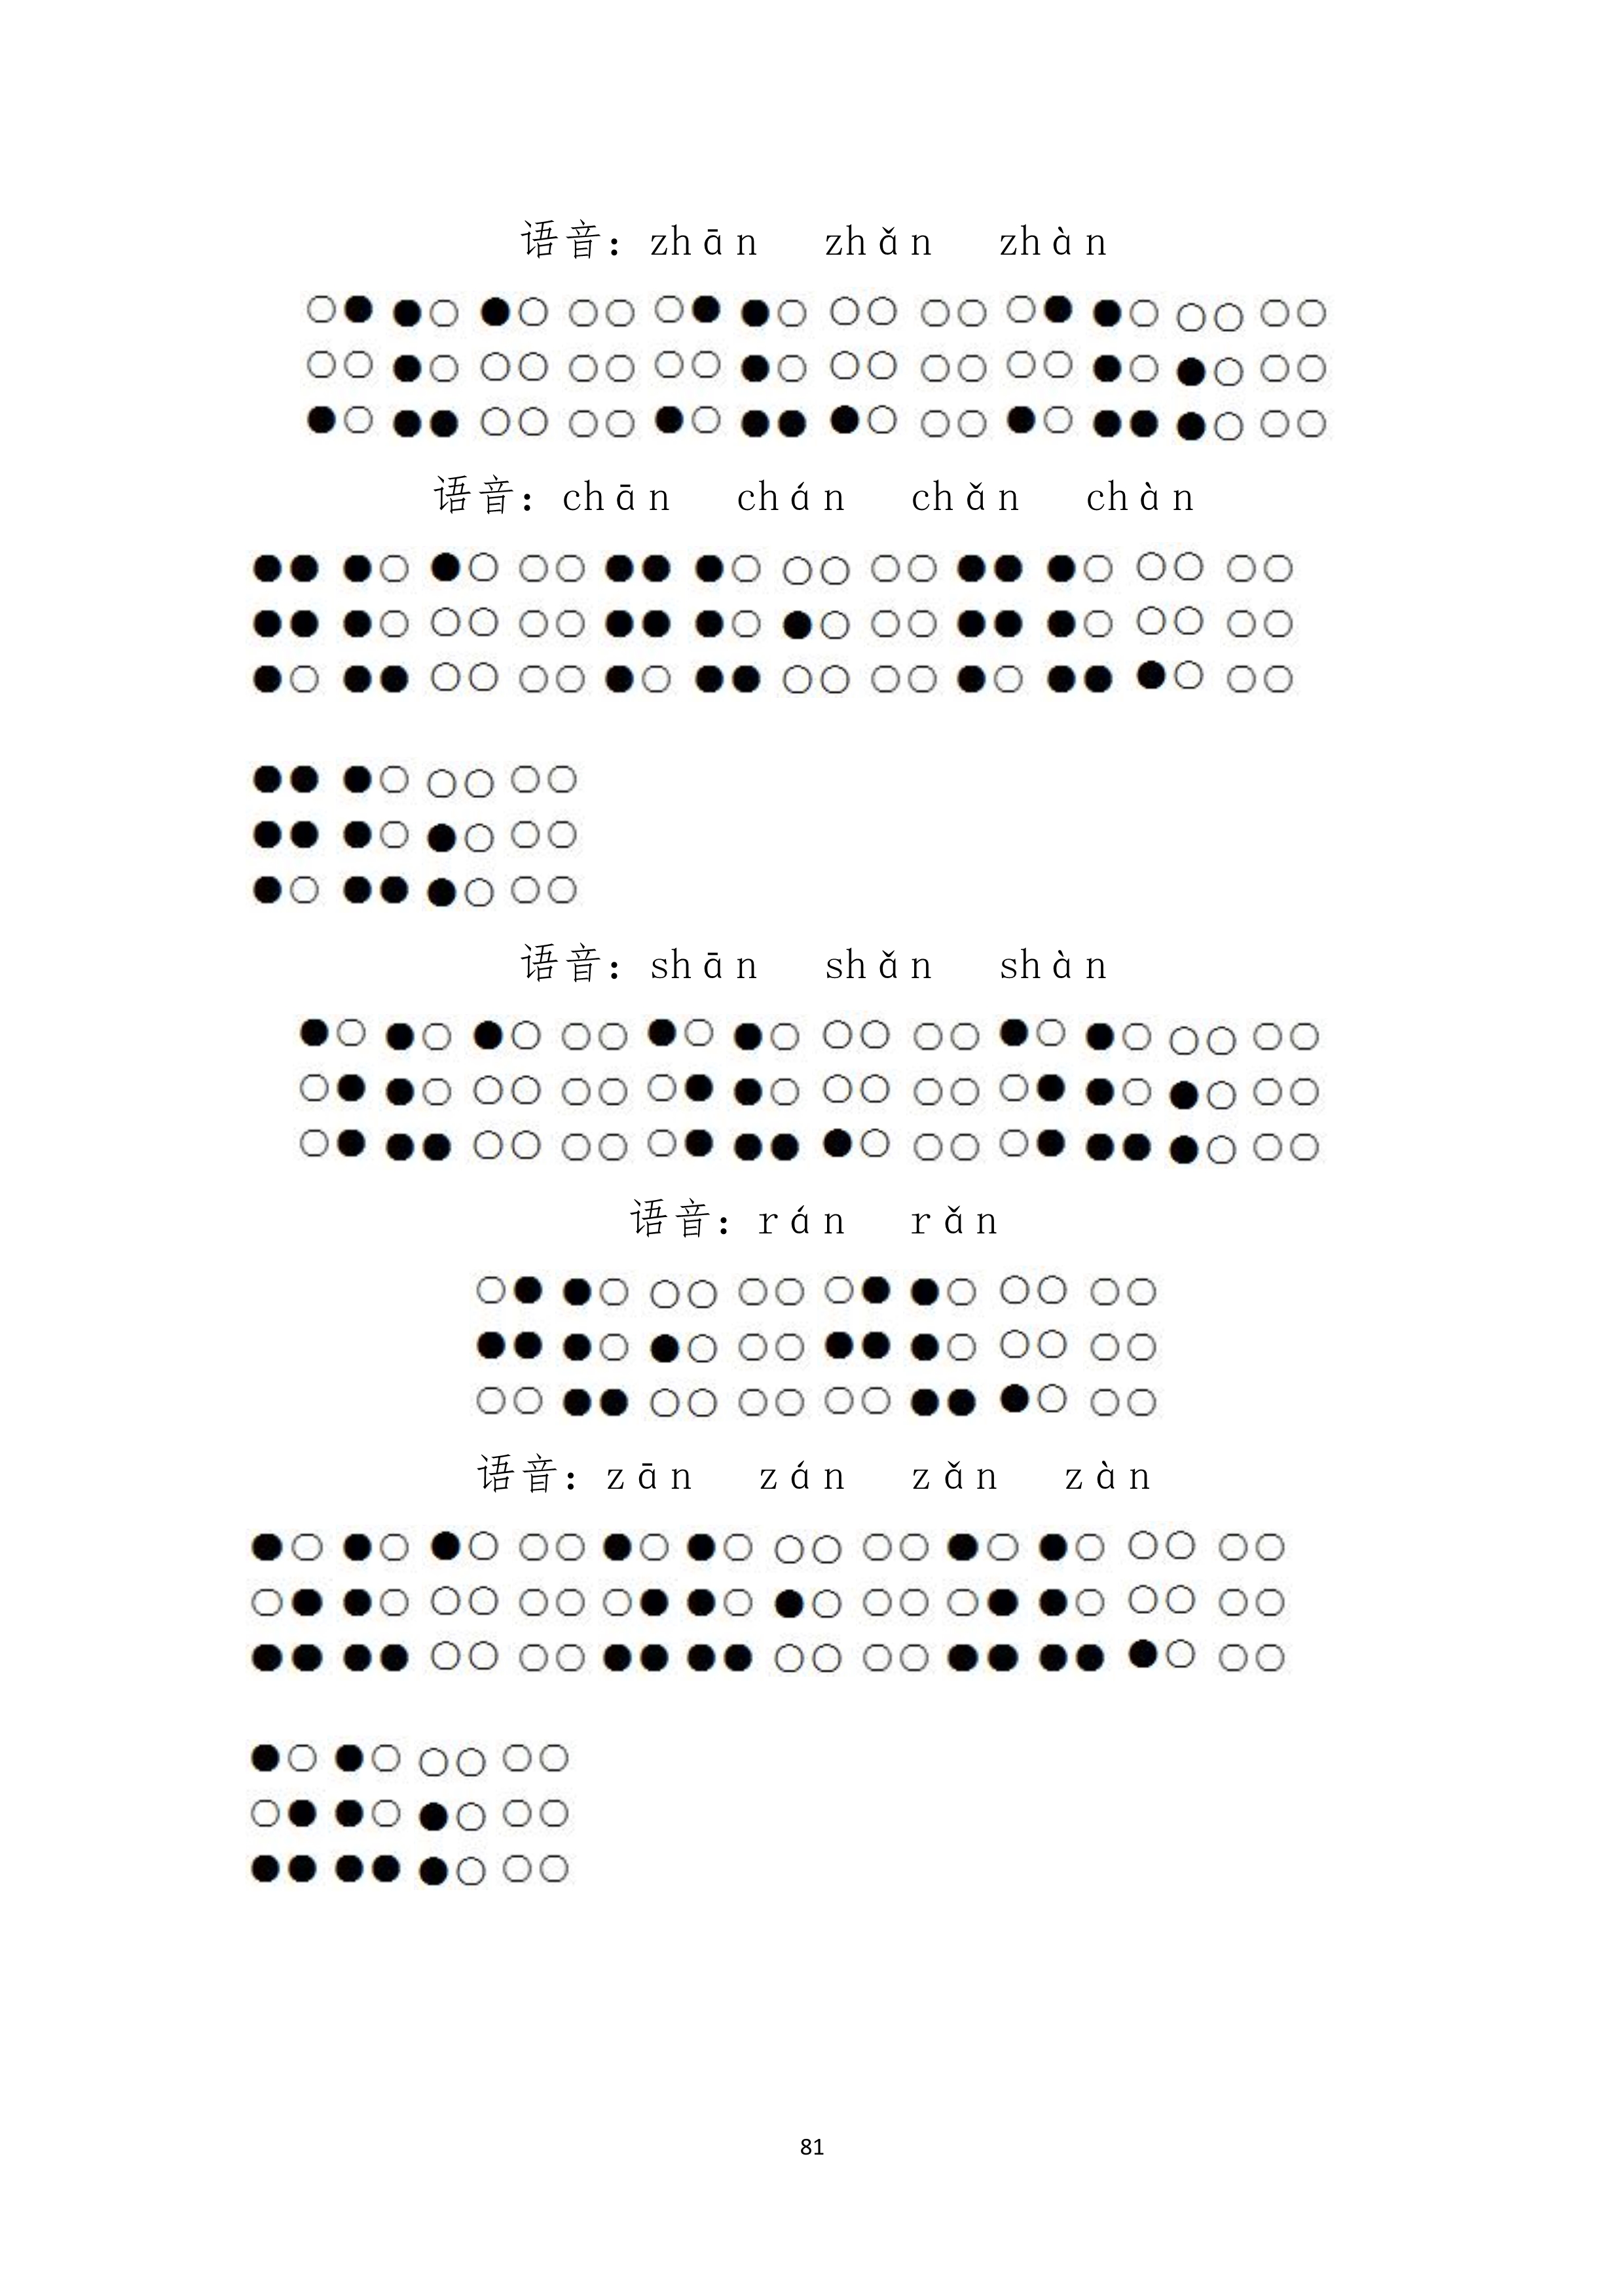 语音：zhān zhǎn zhàn
语音：chān chán chǎn chàn
语音：shān shǎn shàn
语音：rán rǎn
语音：zān zán zǎn zàn
81